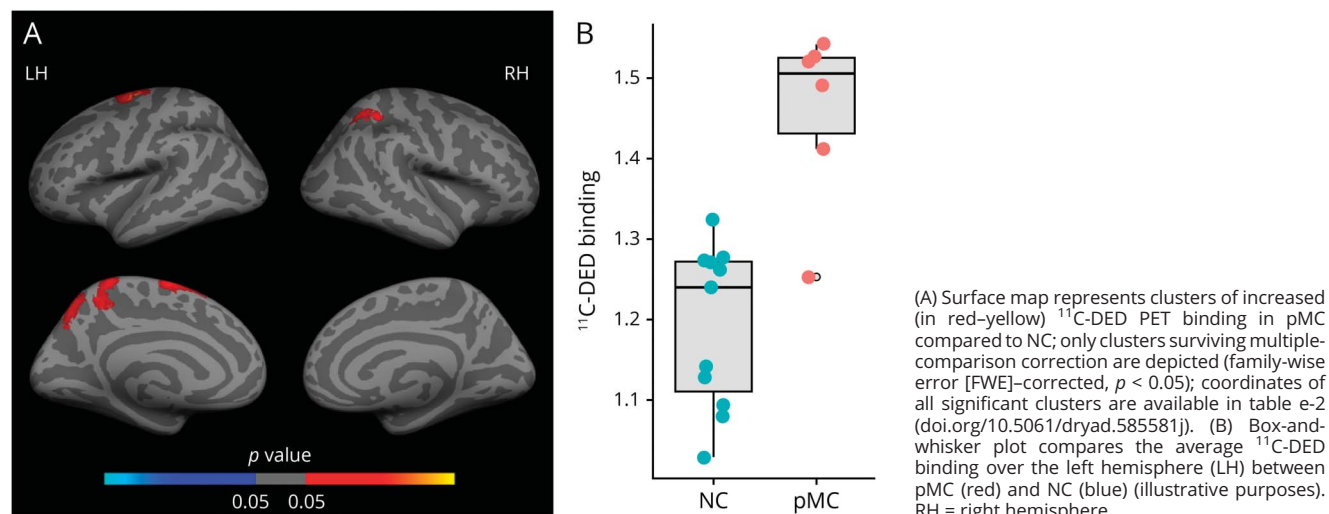 A
LH
RH
p value
0.05 0.05
B
¹¹C-DED binding
1.5
1.4
1.3
1.2
1.1
NC pMC
(A) Surface map represents clusters of increased
(in red–yellow) ¹¹C-DED PET binding in pMC
compared to NC; only clusters surviving multiple-
comparison correction are depicted (family-wise
error [FWE]–corrected, p < 0.05); coordinates of
all significant clusters are available in table e-2
(doi.org/10.5061/dryad.585581j). (B) Box-and-
whisker plot compares the average ¹¹C-DED
binding over the left hemisphere (LH) between
pMC (red) and NC (blue) (illustrative purposes).
RH = right hemisphere